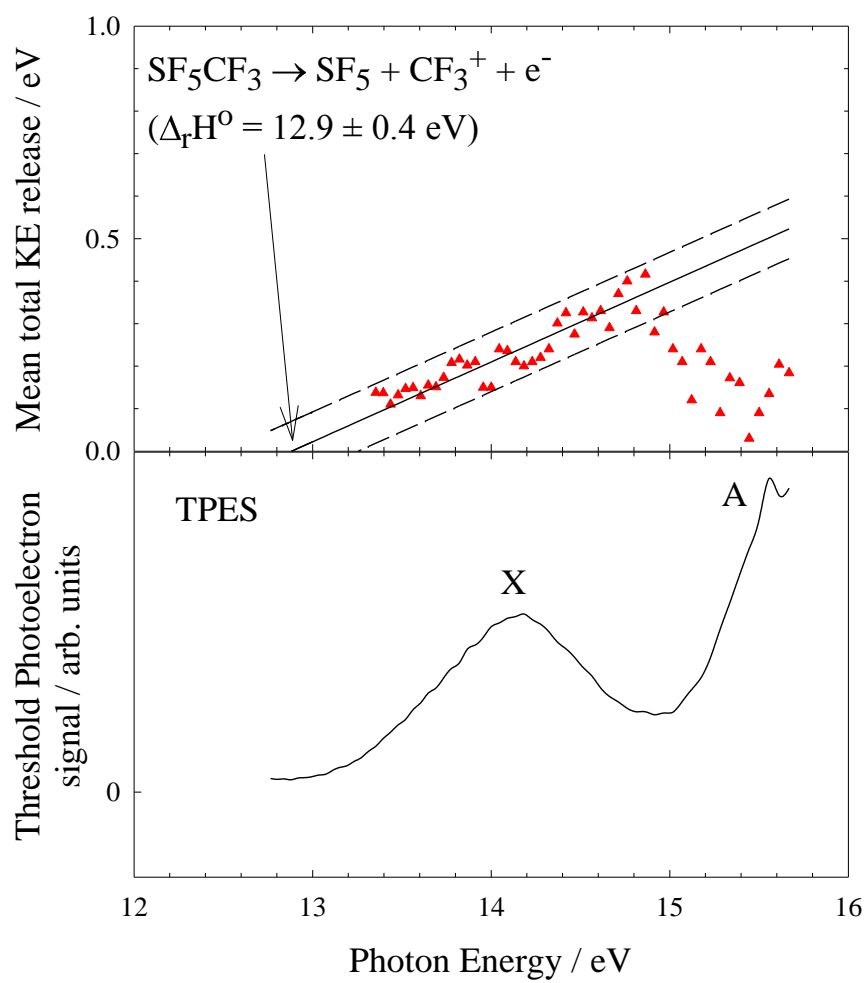 1.0
SF₅CF₃ → SF₅ + CF₃⁺ + e⁻
(ΔᵣHᴼ = 12.9 ± 0.4 eV)
Mean total KE release / eV
0.5
0.0
TPES
A
X
Threshold Photoelectron
signal / arb. units
0
12 13 14 15 16
Photon Energy / eV